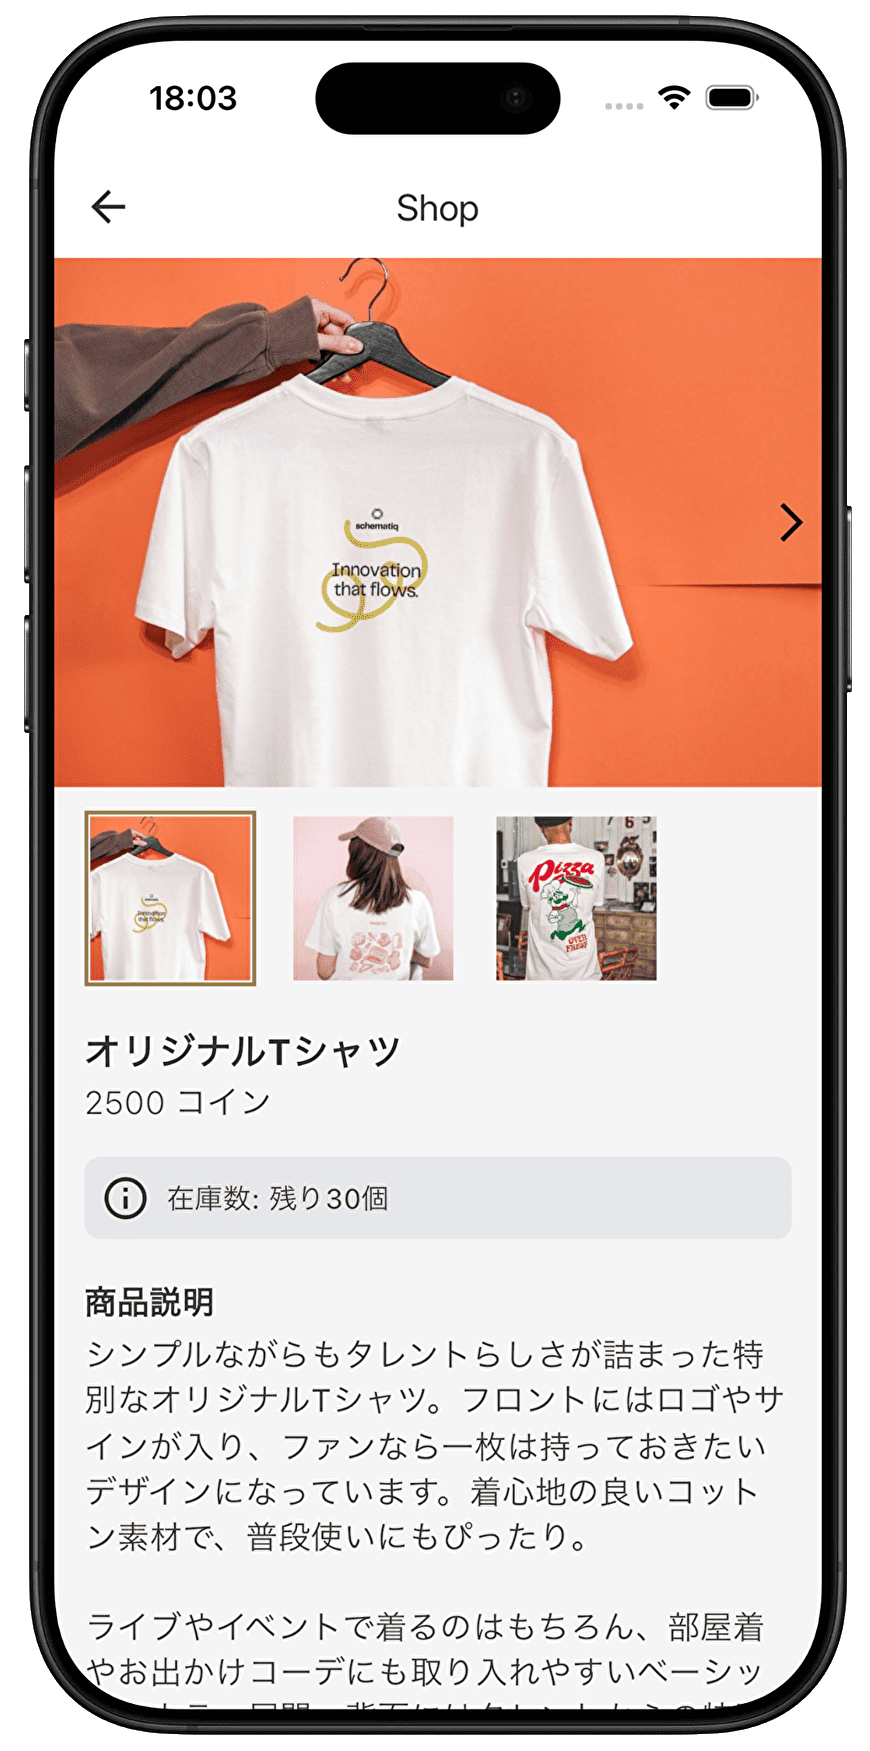 18:03
Shop
schematiq
Innovation
that flows.
schematiq
Innovation
that flows.
Pizza
OVER
FRESH
オリジナルTシャツ
2500 コイン
在庫数: 残り30個
商品説明
シンプルながらもタレントらしさが詰まった特
別なオリジナルTシャツ。フロントにはロゴやサ
インが入り、ファンなら一枚は持っておきたい
デザインになっています。着心地の良いコット
ン素材で、普段使いにもぴったり。
ライブやイベントで着るのはもちろん、部屋着
やお出かけコーデにも取り入れやすいベーシッ